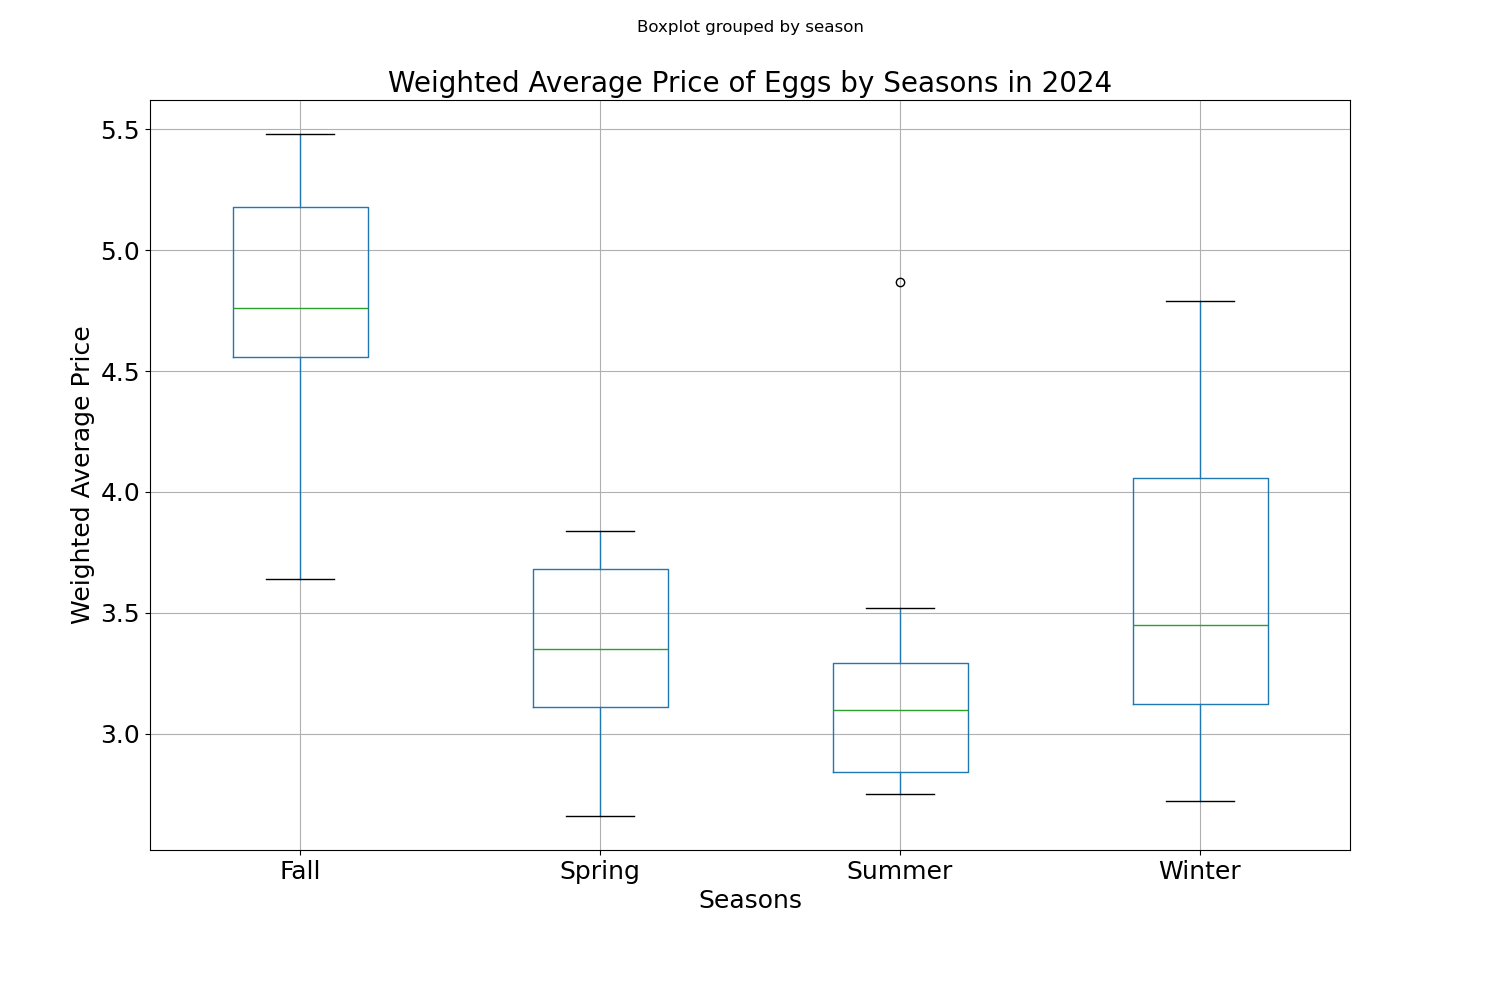 Boxplot grouped by season
Weighted Average Price of Eggs by Seasons in 2024
Weighted Average Price
5.5
5.0
4.5
4.0
3.5
3.0
Fall Spring Summer Winter
Seasons